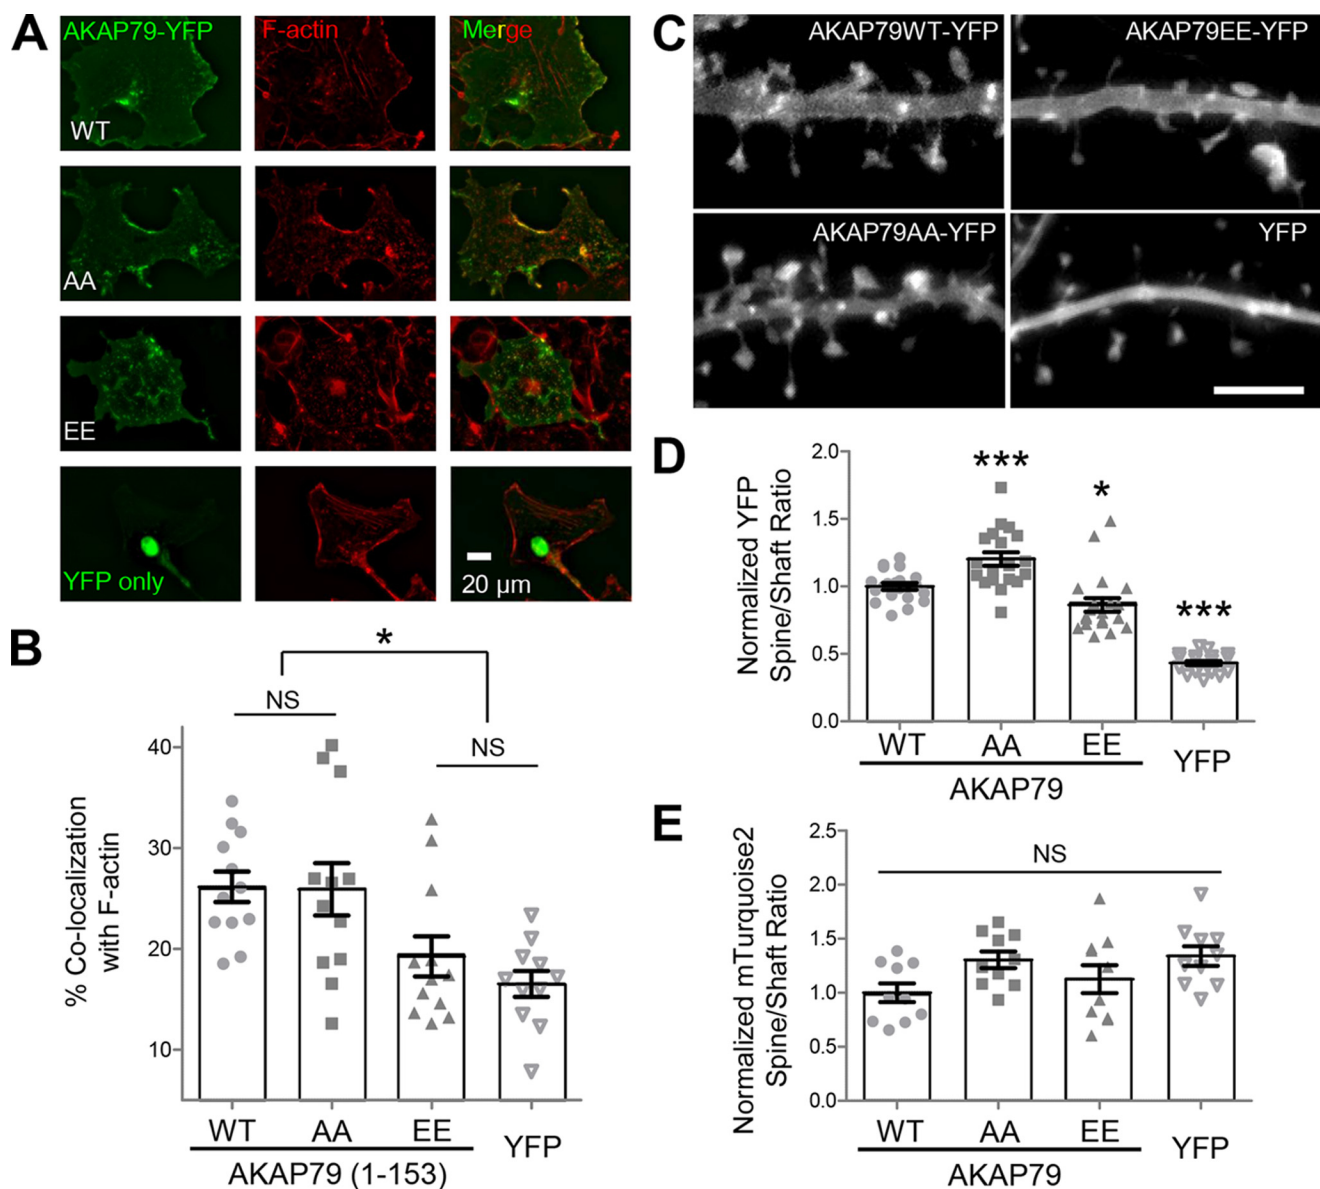 A
AKAP79-YFP
F-actin
Merge
WT
AA
EE
YFP only
20 µm
B
*
NS
NS
% Co-localization
with F-actin
40
30
20
10
WT
AA
EE
YFP
AKAP79 (1-153)
C
AKAP79WT-YFP
AKAP79EE-YFP
AKAP79AA-YFP
YFP
D
Normalized YFP
Spine/Shaft Ratio
2.0
1.5
1.0
0.5
0.0
***
*
***
WT
AA
EE
YFP
AKAP79
E
Normalized mTurquoise2
Spine/Shaft Ratio
2.5
2.0
1.5
1.0
0.5
0.0
NS
WT
AA
EE
YFP
AKAP79